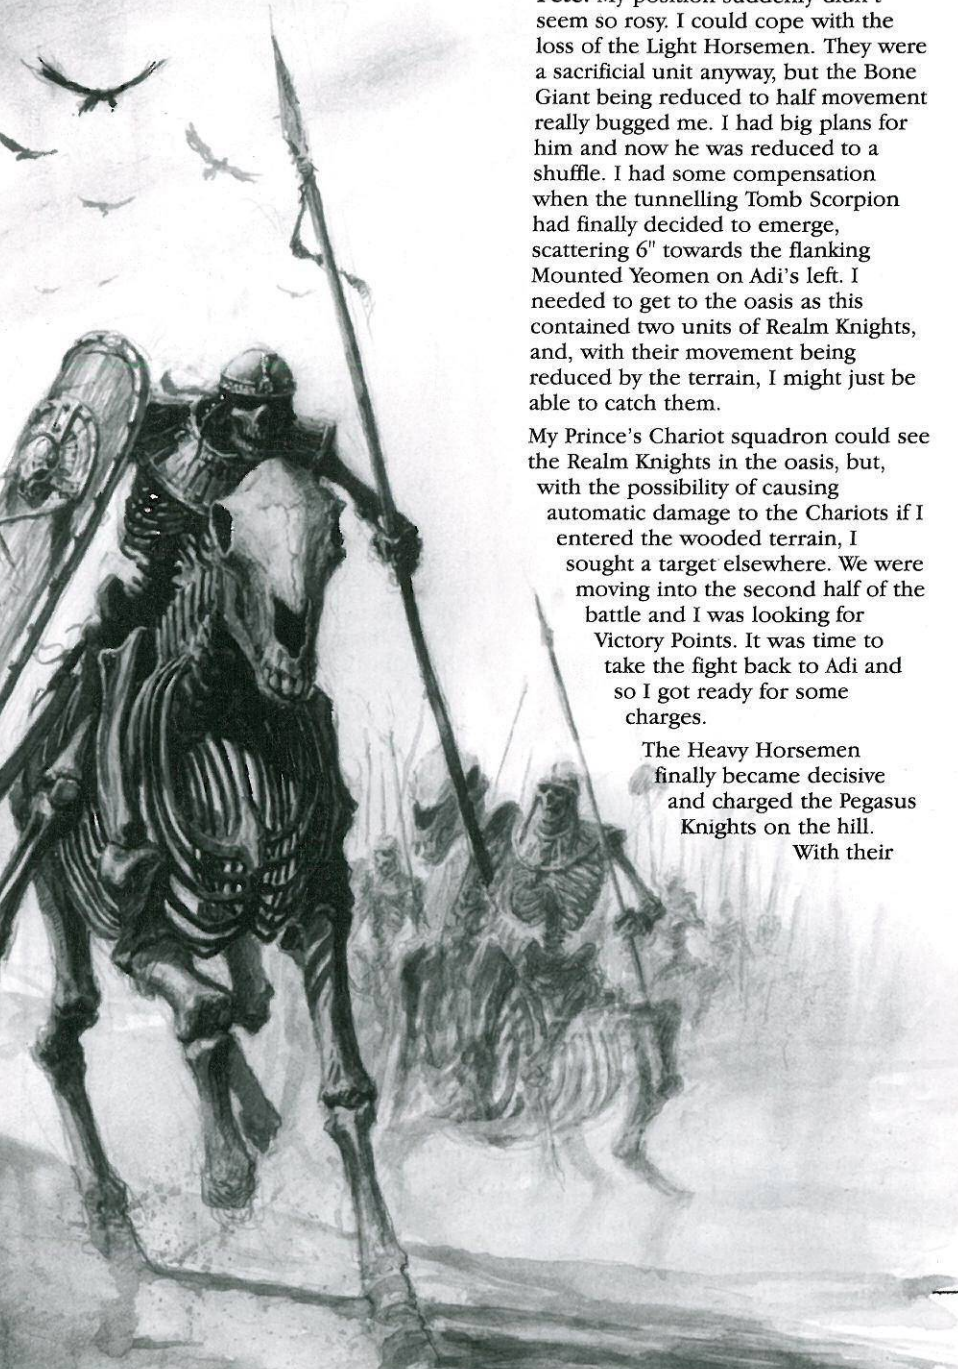 seem so rosy. I could cope with the
loss of the Light Horsemen. They were
a sacrificial unit anyway, but the Bone
Giant being reduced to half movement
really bugged me. I had big plans for
him and now he was reduced to a
shuffle. I had some compensation
when the tunnelling Tomb Scorpion
had finally decided to emerge,
scattering 6" towards the flanking
Mounted Yeomen on Adi's left. I
needed to get to the oasis as this
contained two units of Realm Knights,
and, with their movement being
reduced by the terrain, I might just be
able to catch them.
My Prince's Chariot squadron could see
the Realm Knights in the oasis, but,
with the possibility of causing
automatic damage to the Chariots if I
entered the wooded terrain, I
sought a target elsewhere. We were
moving into the second half of the
battle and I was looking for
Victory Points. It was time to
take the fight back to Adi and
so I got ready for some
charges.
The Heavy Horsemen
finally became decisive
and charged the Pegasus
Knights on the hill.
With their